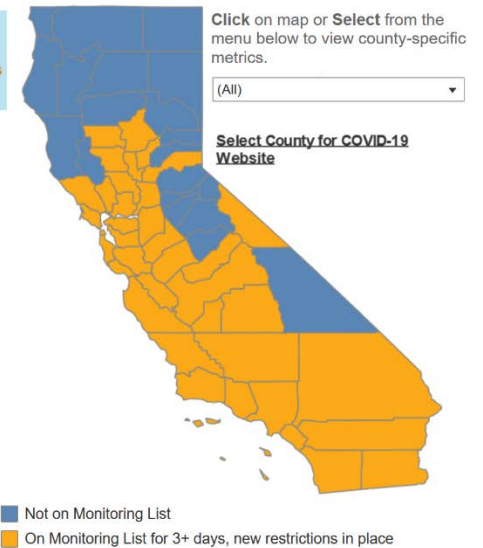 Click on map or Select from the
menu below to view county-specific
metrics.
(All)
Select County for COVID-19
Website
Not on Monitoring List
On Monitoring List for 3+ days, new restrictions in place